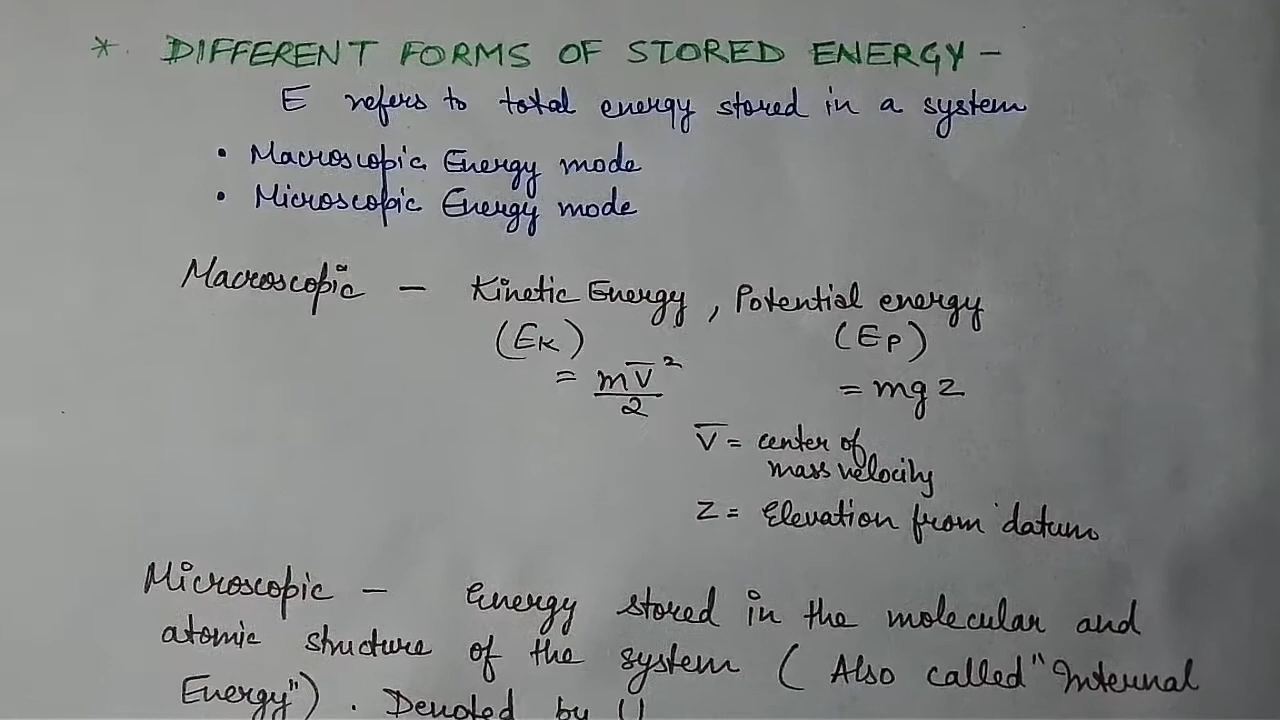 * DIFFERENT FORMS OF STORED ENERGY -
E refers to total energy stored in a system
• Macroscopic Energy mode
• Microscopic Energy mode
Macroscopic - Kinetic Energy, Potential energy
(EK) (EP)
= mV̅²/2 = mgz
V̅ = center of
mass velocity
Z = Elevation from datum
Microscopic - Energy stored in the molecular and
atomic structure of the system (Also called "Internal
Energy"). Denoted by U